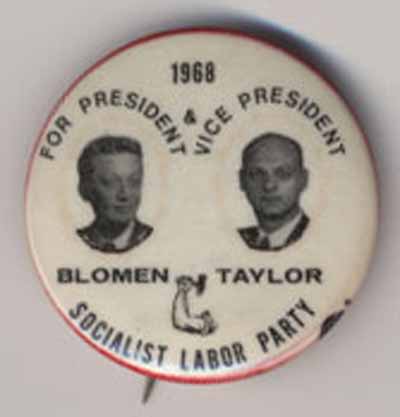 1968
FOR PRESIDENT
&
VICE PRESIDENT
BLOMEN TAYLOR
SOCIALIST LABOR PARTY